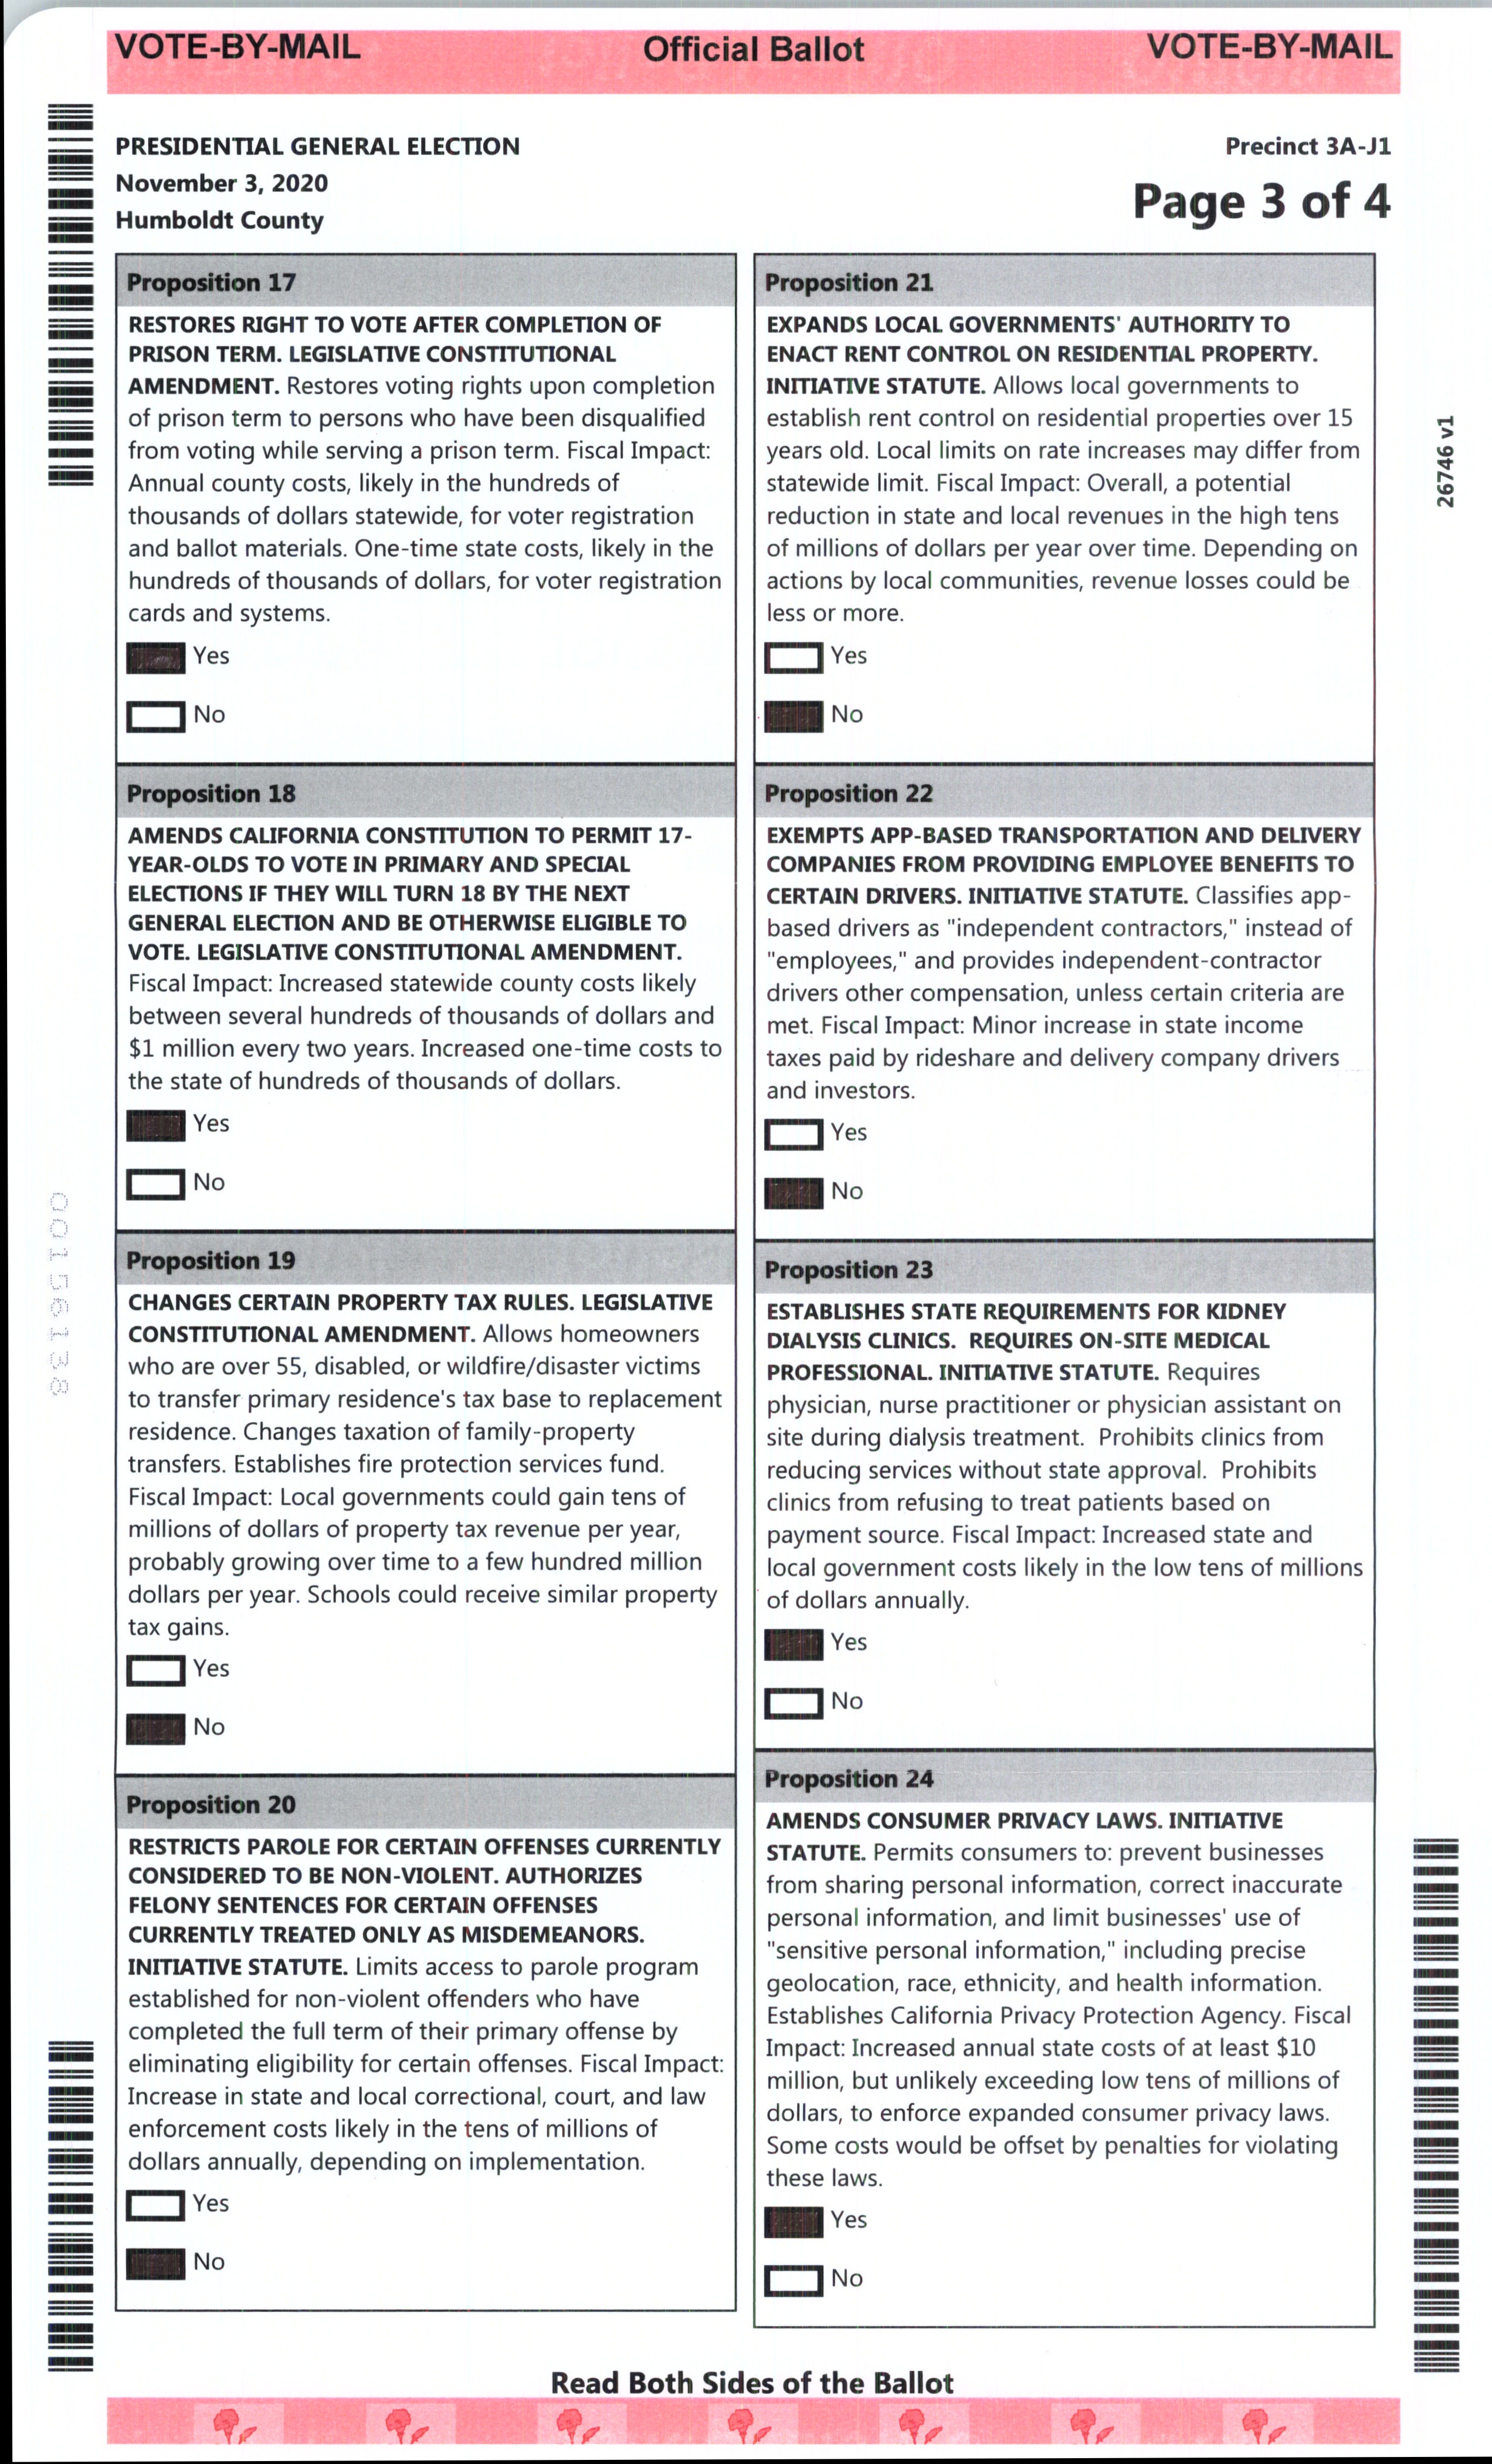 VOTE-BY-MAIL Official Ballot VOTE-BY-MAIL
PRESIDENTIAL GENERAL ELECTION
November 3, 2020
Humboldt County
Precinct 3A-J1
Page 3 of 4
Proposition 17
RESTORES RIGHT TO VOTE AFTER COMPLETION OF
PRISON TERM. LEGISLATIVE CONSTITUTIONAL
AMENDMENT. Restores voting rights upon completion
of prison term to persons who have been disqualified
from voting while serving a prison term. Fiscal Impact:
Annual county costs, likely in the hundreds of
thousands of dollars statewide, for voter registration
and ballot materials. One-time state costs, likely in the
hundreds of thousands of dollars, for voter registration
cards and systems.
Yes
No
Proposition 18
AMENDS CALIFORNIA CONSTITUTION TO PERMIT 17-
YEAR-OLDS TO VOTE IN PRIMARY AND SPECIAL
ELECTIONS IF THEY WILL TURN 18 BY THE NEXT
GENERAL ELECTION AND BE OTHERWISE ELIGIBLE TO
VOTE. LEGISLATIVE CONSTITUTIONAL AMENDMENT.
Fiscal Impact: Increased statewide county costs likely
between several hundreds of thousands of dollars and
$1 million every two years. Increased one-time costs to
the state of hundreds of thousands of dollars.
Yes
No
Proposition 19
CHANGES CERTAIN PROPERTY TAX RULES. LEGISLATIVE
CONSTITUTIONAL AMENDMENT. Allows homeowners
who are over 55, disabled, or wildfire/disaster victims
to transfer primary residence's tax base to replacement
residence. Changes taxation of family-property
transfers. Establishes fire protection services fund.
Fiscal Impact: Local governments could gain tens of
millions of dollars of property tax revenue per year,
probably growing over time to a few hundred million
dollars per year. Schools could receive similar property
tax gains.
Yes
No
Proposition 20
RESTRICTS PAROLE FOR CERTAIN OFFENSES CURRENTLY
CONSIDERED TO BE NON-VIOLENT. AUTHORIZES
FELONY SENTENCES FOR CERTAIN OFFENSES
CURRENTLY TREATED ONLY AS MISDEMEANORS.
INITIATIVE STATUTE. Limits access to parole program
established for non-violent offenders who have
completed the full term of their primary offense by
eliminating eligibility for certain offenses. Fiscal Impact:
Increase in state and local correctional, court, and law
enforcement costs likely in the tens of millions of
dollars annually, depending on implementation.
Yes
No
Proposition 21
EXPANDS LOCAL GOVERNMENTS' AUTHORITY TO
ENACT RENT CONTROL ON RESIDENTIAL PROPERTY.
INITIATIVE STATUTE. Allows local governments to
establish rent control on residential properties over 15
years old. Local limits on rate increases may differ from
statewide limit. Fiscal Impact: Overall, a potential
reduction in state and local revenues in the high tens
of millions of dollars per year over time. Depending on
actions by local communities, revenue losses could be
less or more.
Yes
No
Proposition 22
EXEMPTS APP-BASED TRANSPORTATION AND DELIVERY
COMPANIES FROM PROVIDING EMPLOYEE BENEFITS TO
CERTAIN DRIVERS. INITIATIVE STATUTE. Classifies app-
based drivers as "independent contractors," instead of
"employees," and provides independent-contractor
drivers other compensation, unless certain criteria are
met. Fiscal Impact: Minor increase in state income
taxes paid by rideshare and delivery company drivers
and investors.
Yes
No
Proposition 23
ESTABLISHES STATE REQUIREMENTS FOR KIDNEY
DIALYSIS CLINICS. REQUIRES ON-SITE MEDICAL
PROFESSIONAL. INITIATIVE STATUTE. Requires
physician, nurse practitioner or physician assistant on
site during dialysis treatment. Prohibits clinics from
reducing services without state approval. Prohibits
clinics from refusing to treat patients based on
payment source. Fiscal Impact: Increased state and
local government costs likely in the low tens of millions
of dollars annually.
Yes
No
Proposition 24
AMENDS CONSUMER PRIVACY LAWS. INITIATIVE
STATUTE. Permits consumers to: prevent businesses
from sharing personal information, correct inaccurate
personal information, and limit businesses' use of
"sensitive personal information," including precise
geolocation, race, ethnicity, and health information.
Establishes California Privacy Protection Agency. Fiscal
Impact: Increased annual state costs of at least $10
million, but unlikely exceeding low tens of millions of
dollars, to enforce expanded consumer privacy laws.
Some costs would be offset by penalties for violating
these laws.
Yes
No
26746 v1
00156138
Read Both Sides of the Ballot